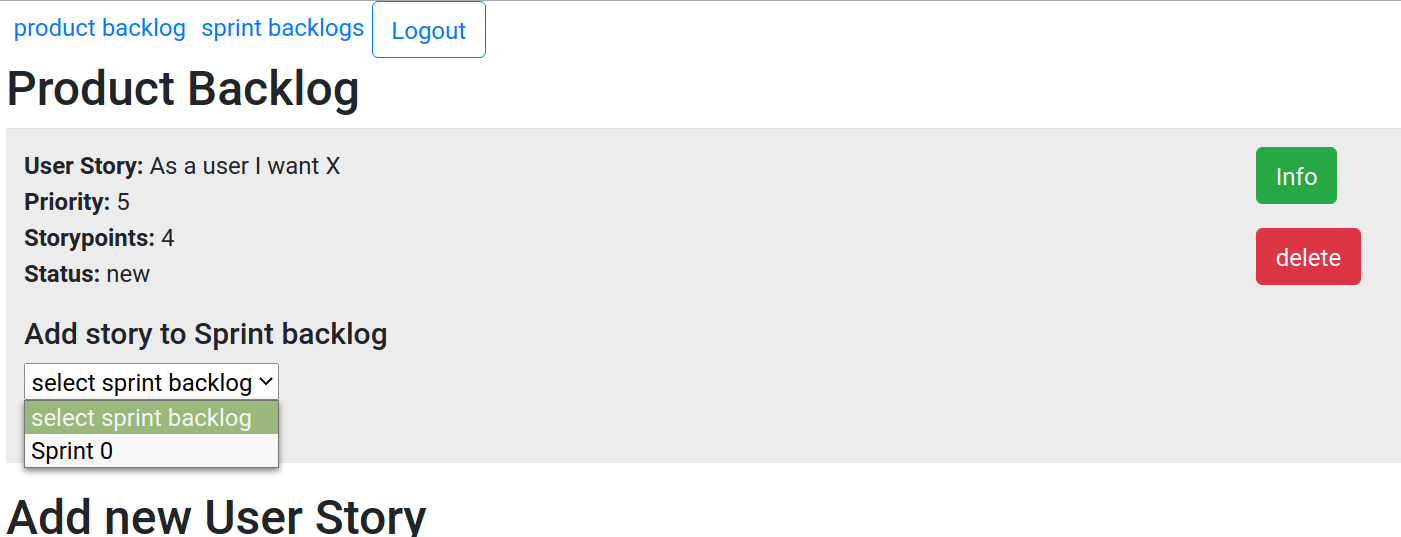 product backlog sprint backlogs Logout
Product Backlog
User Story: As a user I want X
Info
Priority: 5
Storypoints: 4
delete
Status: new
Add story to Sprint backlog
select sprint backlog
select sprint backlog
Sprint 0
Add new User Story